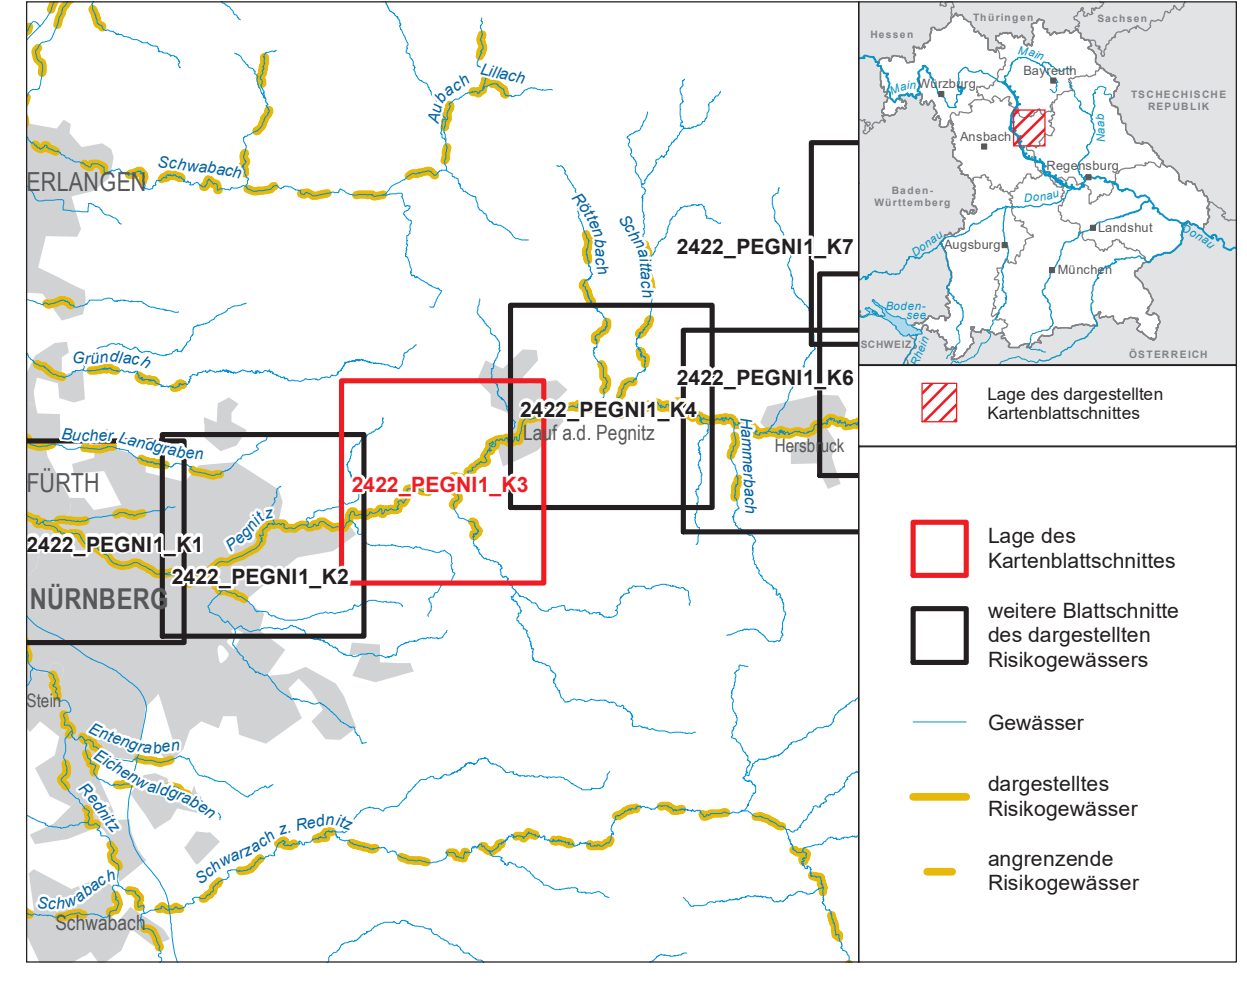 Lillach
Aubach
Schwabach
ERLANGEN
Röttenbach
Schnaittach
2422_PEGNI1_K7
Gründlach
2422_PEGNI1_K6
2422_PEGNI1_K4
Lauf a.d. Pegnitz
Hersbruck
Hammerbach
Bucher Landgraben
FÜRTH
2422_PEGNI1_K3
Pegnitz
2422_PEGNI1_K1
2422_PEGNI1_K2
NÜRNBERG
Stein
Entengraben
Eichenwaldgraben
Rednitz
Schwarzach z. Rednitz
Schwabach
Schwabach
Thüringen
Sachsen
Hessen
Main
Bayreuth
Main
Würzburg
TSCHECHISCHE
REPUBLIK
Naab
Ansbach
Regensburg
Baden-
Württemberg
Donau
Landshut
Donau
Augsburg
Donau
München
Boden-
see
SCHWEIZ
Rhein
ÖSTERREICH
Lage des dargestellten
Kartenblattschnittes
Lage des
Kartenblattschnittes
weitere Blattschnitte
des dargestellten
Risikogewässers
Gewässer
dargestelltes
Risikogewässer
angrenzende
Risikogewässer